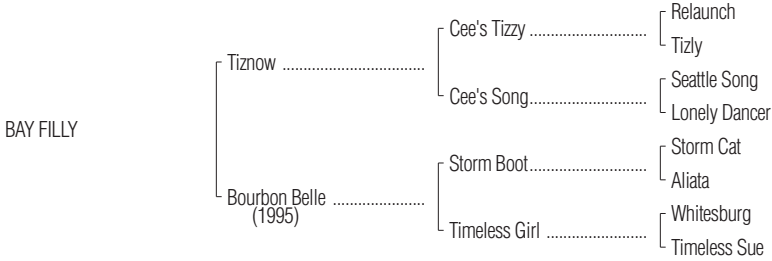 Relaunch
Cee's Tizzy ..........................
Tizly
Tiznow ................................
Seattle Song
Cee's Song..........................
Lonely Dancer
BAY FILLY
Storm Cat
Storm Boot..........................
Aliata
Bourbon Belle .....................
(1995)
Whitesburg
Timeless Girl ......................
Timeless Sue